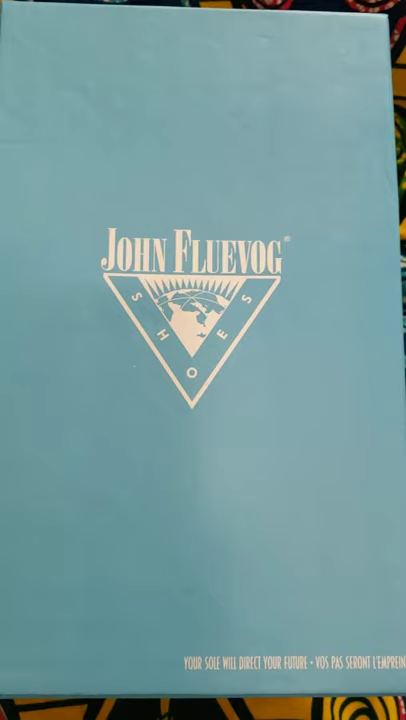 JOHN FLUEVOG®
SHOES
YOUR SOLE WILL DIRECT YOUR FUTURE • VOS PAS SERONT L'EMPREIN